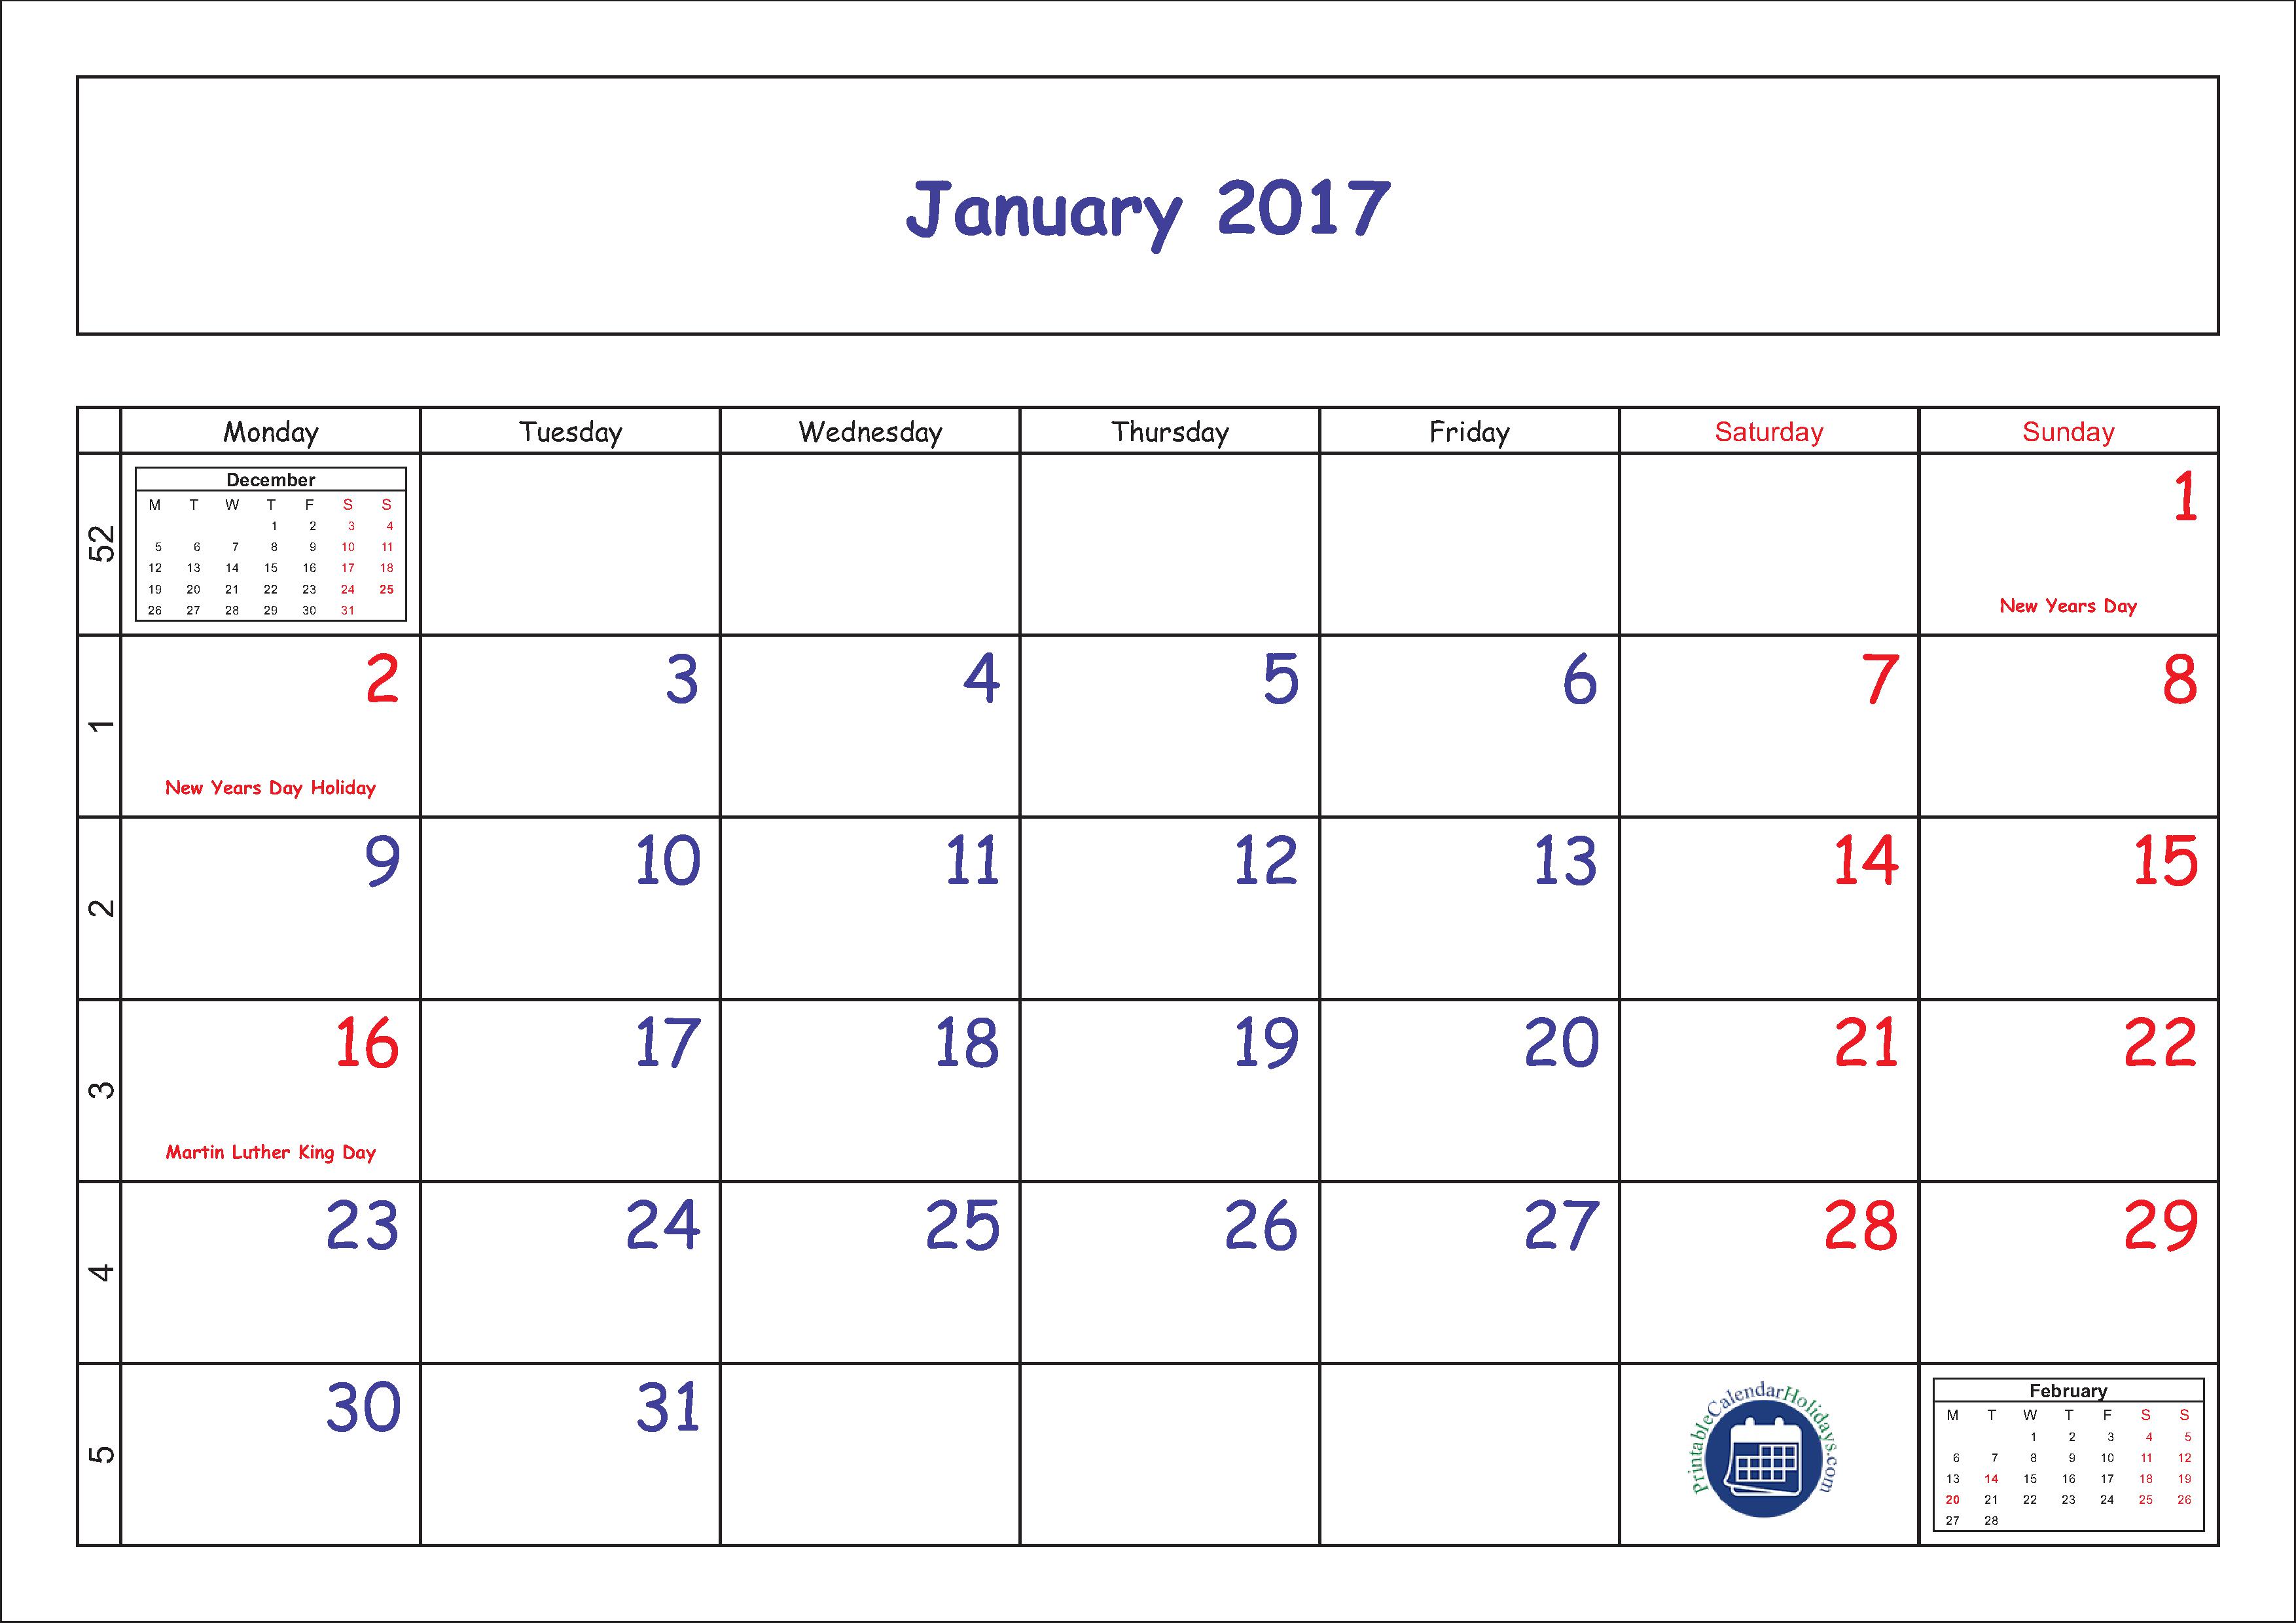 January 2017
Monday Tuesday Wednesday Thursday Friday Saturday Sunday
52
December
M T W T F S S
1 2 3 4
5 6 7 8 9 10 11
12 13 14 15 16 17 18
19 20 21 22 23 24 25
26 27 28 29 30 31
1
New Years Day
1
2 3 4 5 6 7 8
New Years Day Holiday
2
9 10 11 12 13 14 15
3
16 17 18 19 20 21 22
Martin Luther King Day
4
23 24 25 26 27 28 29
5
30 31
PrintableCalendarHolidays.com
February
M T W T F S S
1 2 3 4 5
6 7 8 9 10 11 12
13 14 15 16 17 18 19
20 21 22 23 24 25 26
27 28